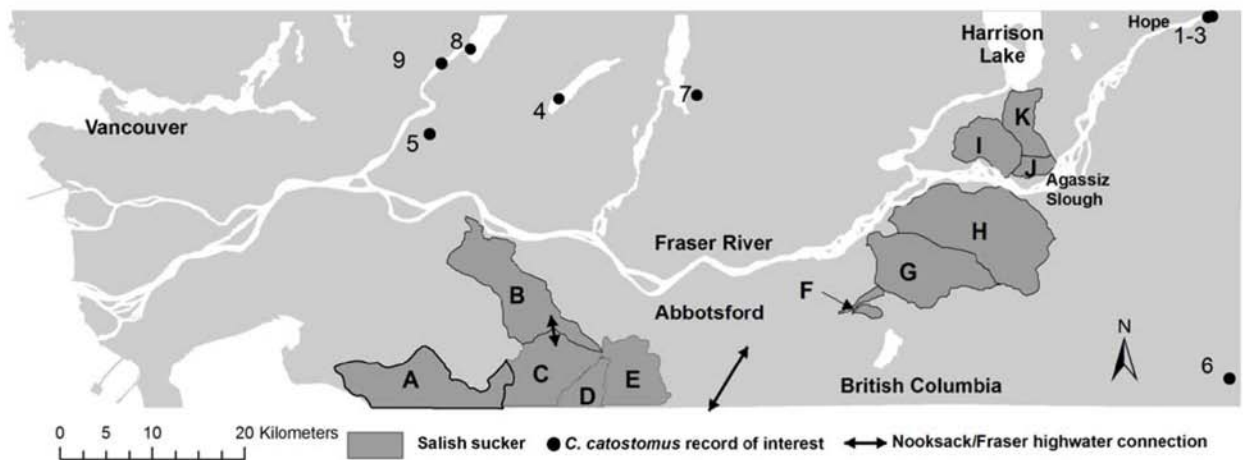 Hope
1-3
Harrison
Lake
8
9
4
7
5
Vancouver
K
I
J
Agassiz
Slough
H
Fraser River
G
B
F
Abbotsford
N
A
C
D
E
6
British Columbia
0 5 10 20 Kilometers
Salish sucker
C. catostomus record of interest
Nooksack/Fraser highwater connection